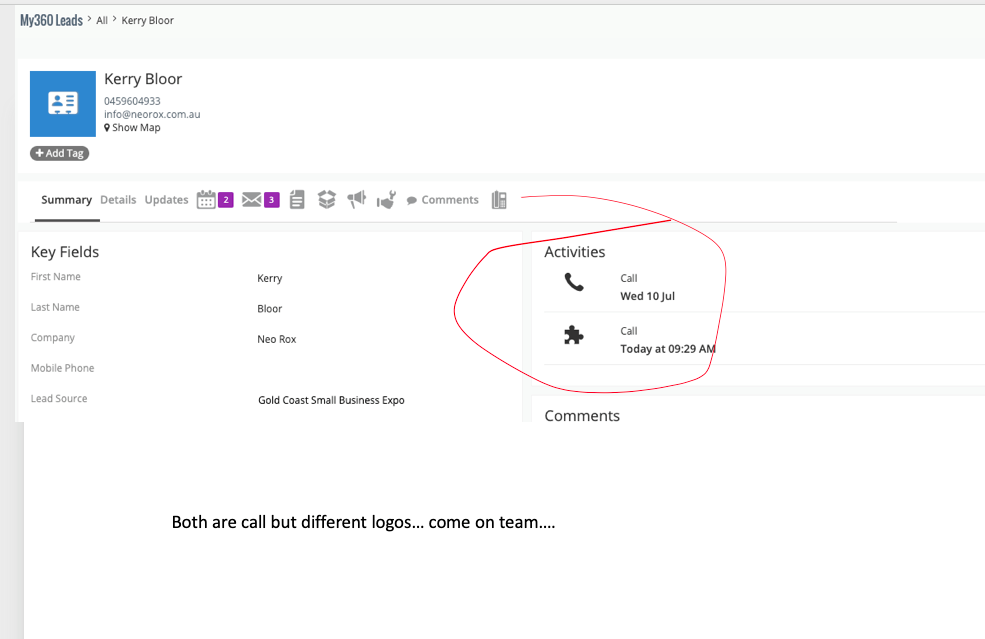 My360 Leads > All > Kerry Bloor
Kerry Bloor
0459604933
info@neorox.com.au
Show Map
+ Add Tag
Summary Details Updates 2 3 Comments
Key Fields
First Name Kerry
Last Name Bloor
Company Neo Rox
Mobile Phone
Lead Source Gold Coast Small Business Expo
Activities
Call
Wed 10 Jul
Call
Today at 09:29 AM
Comments
Both are call but different logos... come on team....